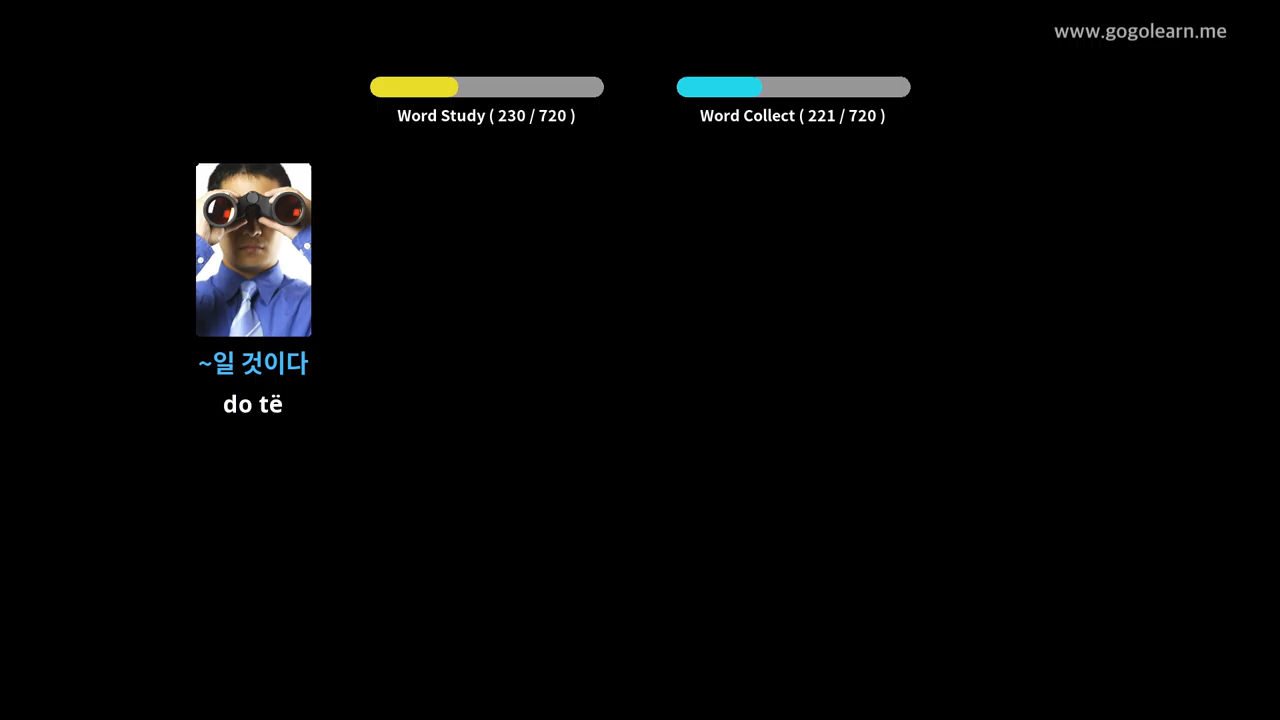 www.gogolearn.me
Word Study ( 230 / 720 )
Word Collect ( 221 / 720 )
~일 것이다
do të